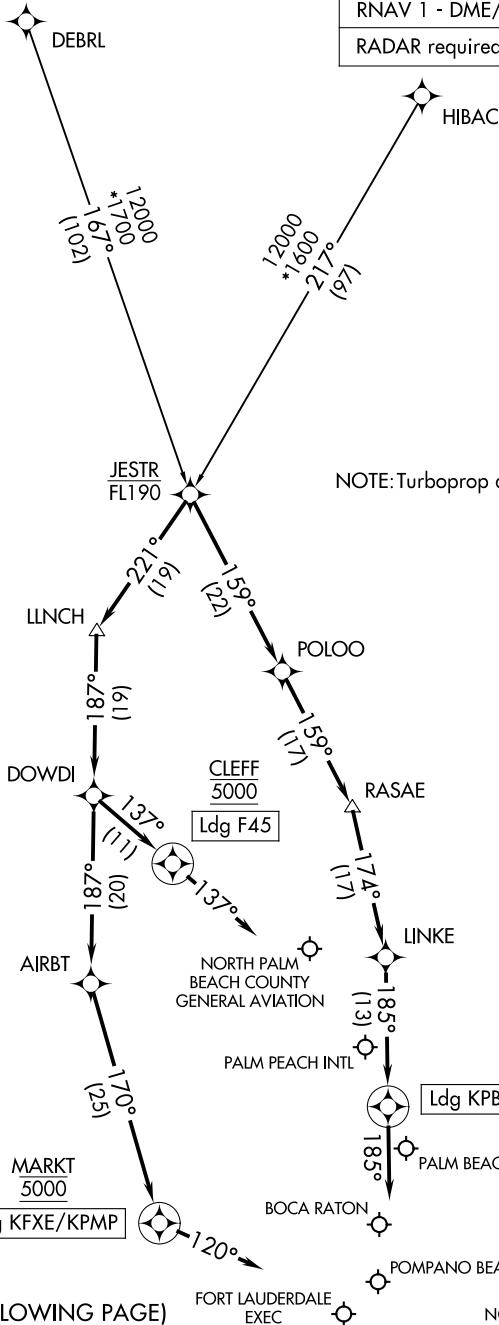 RNAV 1 - DME/
RADAR required
DEBRL
HIBAC
12000
*1700
167°
(102)
12000
*1600
217°
(97)
JESTR
FL190
NOTE: Turboprop
221°
(19)
159°
(22)
LLNCH
POLOO
187°
(19)
159°
(17)
DOWDI
CLEFF
5000
Ldg F45
RASAE
137°
(11)
187°
(20)
137°
174°
(17)
LINKE
AIRBT
NORTH PALM
BEACH COUNTY
GENERAL AVIATION
185°
(13)
PALM PEACH INTL
170°
(25)
Ldg KPB
185°
PALM BEAC
MARKT
5000
KFXE/KPMP
BOCA RATON
120°
POMPANO BEA
LOWING PAGE)
FORT LAUDERDALE
EXEC